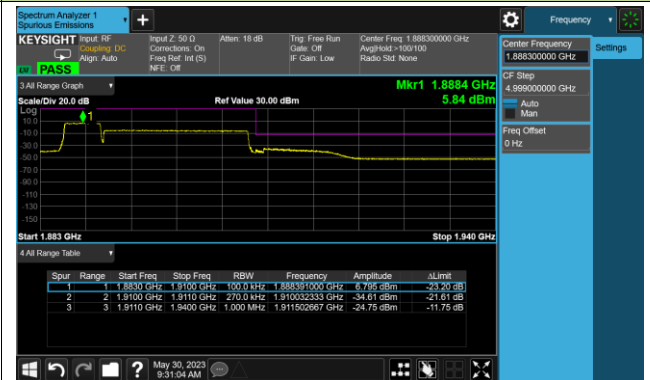 Spectrum Analyzer 1
Spurious Emissions
Frequency
KEYSIGHT
Input: RF
Coupling: DC
Align: Auto
Input Z: 50 Ω
Corrections: On
Freq Ref: Int (S)
NFE: Off
Atten: 18 dB
Trig: Free Run
Gate: Off
IF Gain: Low
Center Freq: 1.888300000 GHz
Avg|Hold:>100/100
Radio Std: None
PASS
Center Frequency
1.888300000 GHz
Settings
CF Step
4.999000000 GHz
Auto
Man
Freq Offset
0 Hz
3 All Range Graph
Mkr1 1.8884 GHz
Scale/Div 20.0 dB
Ref Value 30.00 dBm
5.84 dBm
Log
1
10.0
-10.0
-30.0
-50.0
-70.0
-90.0
-110
-130
-150
Start 1.883 GHz
Stop 1.940 GHz
4 All Range Table
Spur Range Start Freq Stop Freq RBW Frequency Amplitude ΔLimit
1 1 1.8830 GHz 1.9100 GHz 100.0 kHz 1.888391000 GHz 6.795 dBm -23.20 dB
2 2 1.9100 GHz 1.9110 GHz 270.0 kHz 1.910032333 GHz -34.61 dBm -21.61 dB
3 3 1.9110 GHz 1.9400 GHz 1.000 MHz 1.911502667 GHz -24.75 dBm -11.75 dB
May 30, 2023
9:31:04 AM